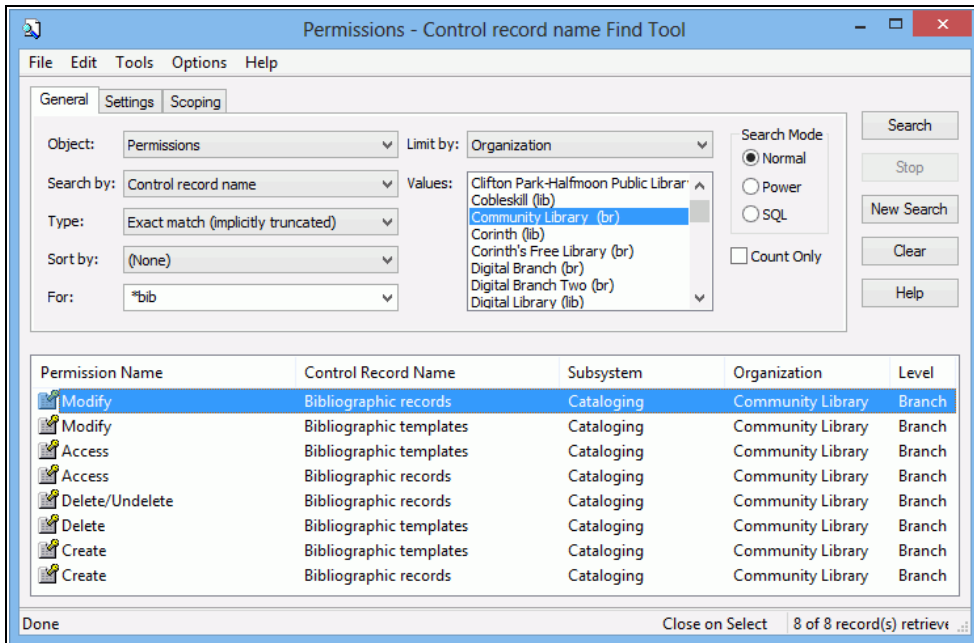 Permissions - Control record name Find Tool
File Edit Tools Options Help
General Settings Scoping
Object: Permissions Limit by: Organization
Search by: Control record name Values:
Type: Exact match (implicitly truncated)
Sort by: (None)
For: *bib
Clifton Park-Halfmoon Public Librar
Cobleskill (lib)
Community Library (br)
Corinth (lib)
Corinth's Free Library (br)
Digital Branch (br)
Digital Branch Two (br)
Digital Library (lib)
Search Mode
Normal
Power
SQL
Count Only
Search
Stop
New Search
Clear
Help
Permission Name Control Record Name Subsystem Organization Level
Modify Bibliographic records Cataloging Community Library Branch
Modify Bibliographic templates Cataloging Community Library Branch
Access Bibliographic templates Cataloging Community Library Branch
Access Bibliographic records Cataloging Community Library Branch
Delete/Undelete Bibliographic records Cataloging Community Library Branch
Delete Bibliographic templates Cataloging Community Library Branch
Create Bibliographic templates Cataloging Community Library Branch
Create Bibliographic records Cataloging Community Library Branch
Done Close on Select 8 of 8 record(s) retrieve